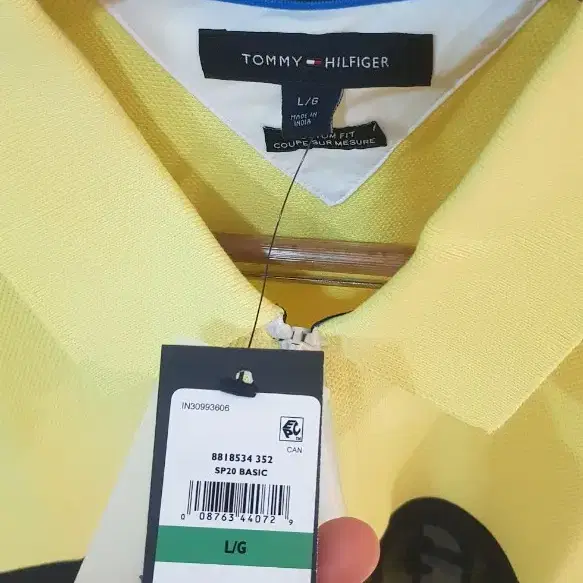 TOMMY HILFIGER
L/G
MADE IN
INDIA
FIT
COUPE SUR MESURE
IN30993606
CAN
8818534 352
SP20 BASIC
0 08763 44072 9
L/G